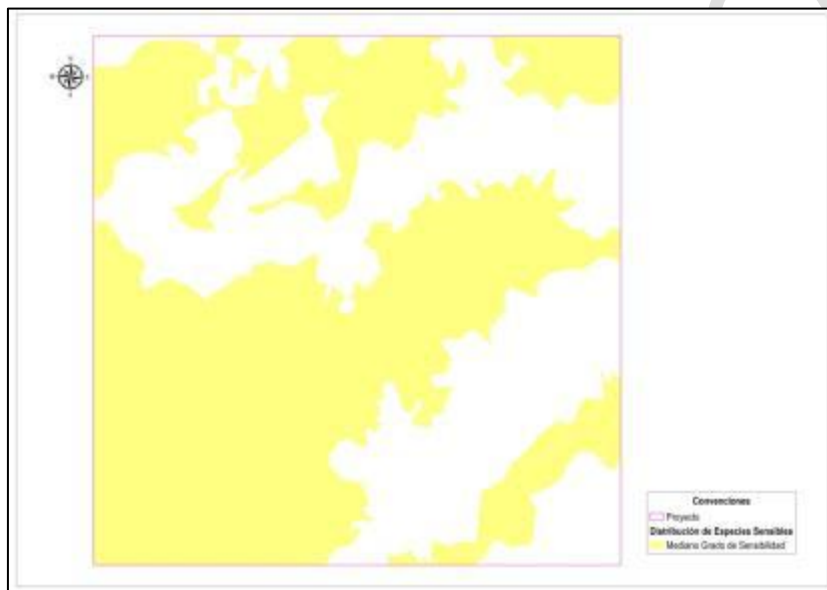 Convenciones
Proyecto
Distribución de Especies Sensibles
Mediano Grado de Sensibilidad